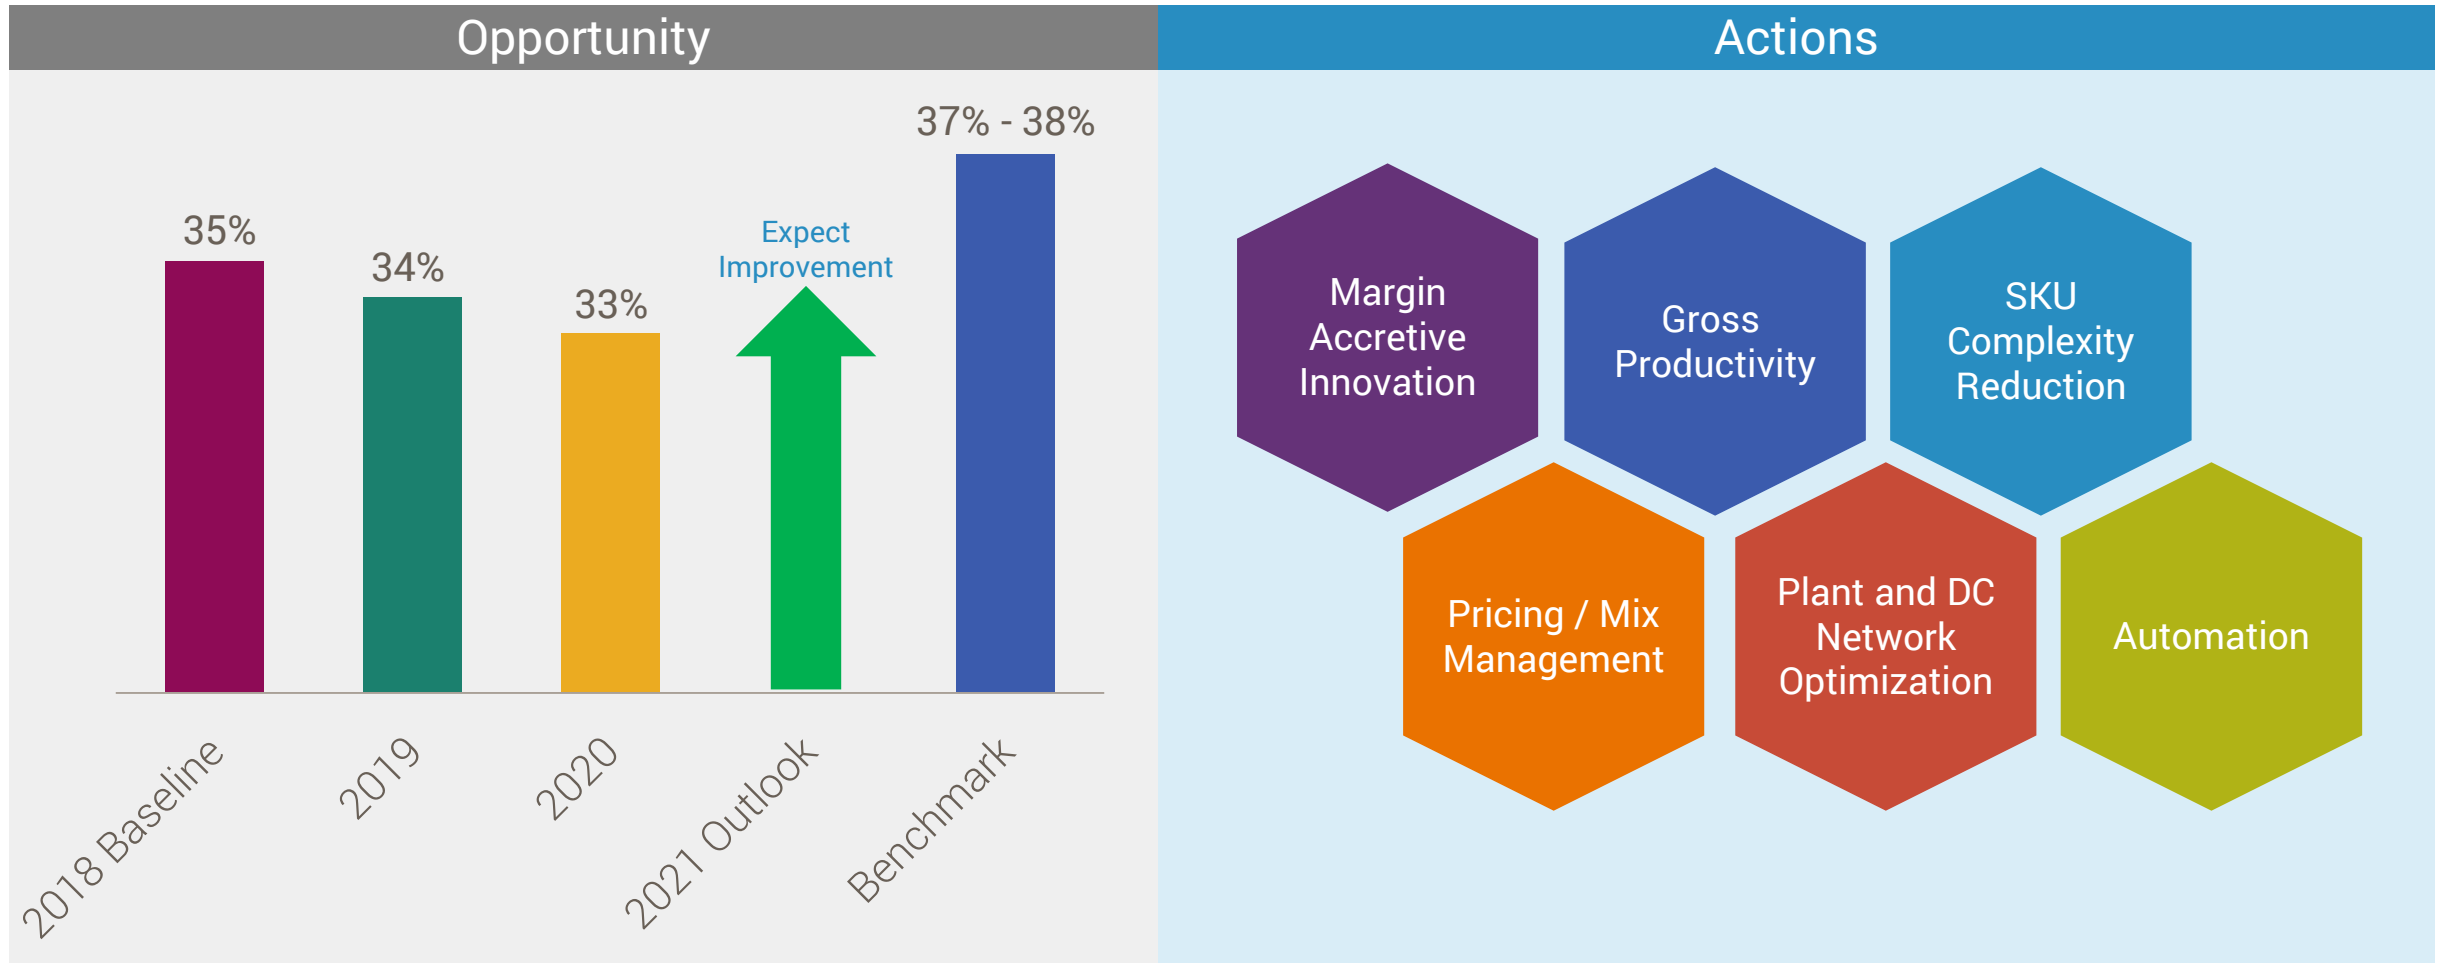 Opportunity
35%
34%
33%
Expect
Improvement
37% - 38%
2018 Baseline
2019
2020
2021 Outlook
Benchmark
Actions
Margin
Accretive
Innovation
Gross
Productivity
SKU
Complexity
Reduction
Pricing / Mix
Management
Plant and DC
Network
Optimization
Automation